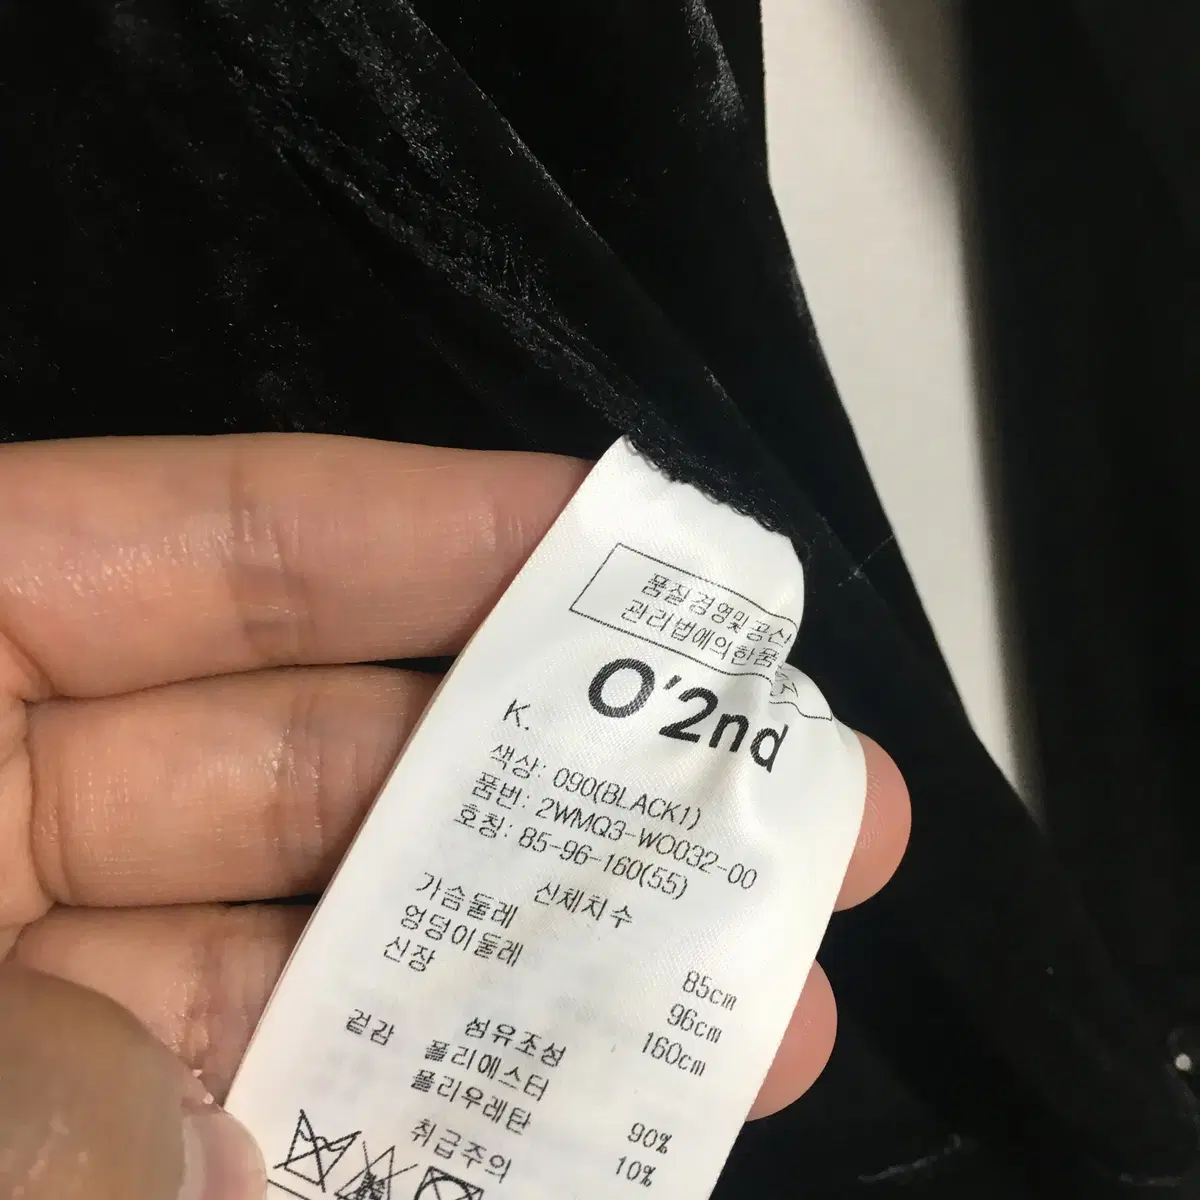 품질경영및공산
관리법에의한품
O'2nd
K.
색상: 090(BLACK1)
품번: 2WMQ3-WO032-00
호칭: 85-96-160(55)
신체치수
가슴둘레 85cm
엉덩이둘레 96cm
신장 160cm
섬유조성
겉감 폴리에스터 90%
폴리우레탄 10%
취급주의